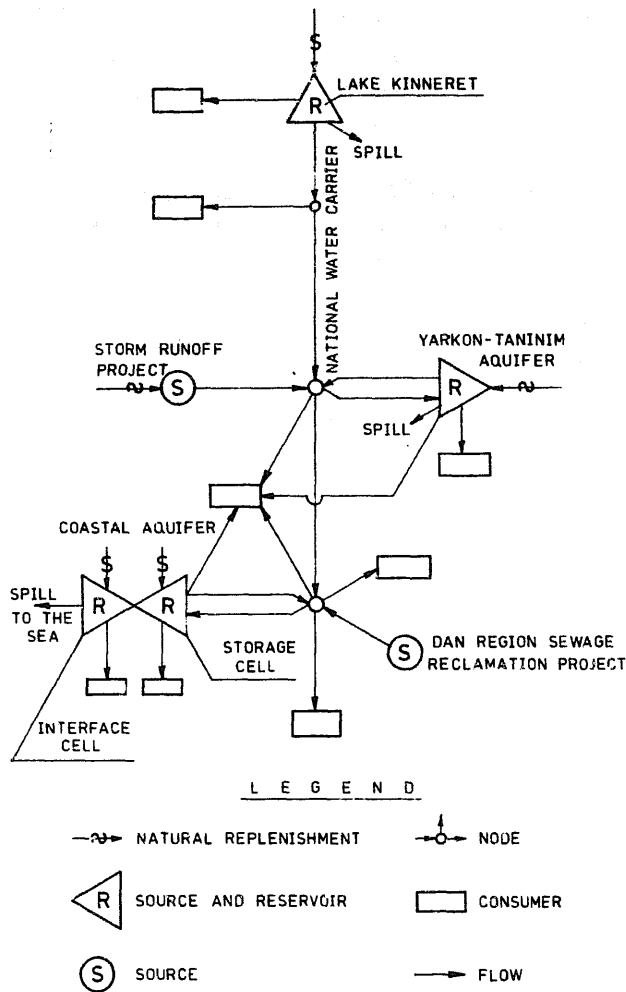 LAKE KINNERET
R
SPILL
NATIONAL WATER CARRIER
STORM RUNOFF
PROJECT
S
YARKON-TANINIM
AQUIFER
R
SPILL
COASTAL AQUIFER
SPILL
TO THE
SEA
R
R
STORAGE
CELL
S
DAN REGION SEWAGE
RECLAMATION PROJECT
INTERFACE
CELL
LEGEND
NATURAL REPLENISHMENT
NODE
R
SOURCE AND RESERVOIR
CONSUMER
S
SOURCE
FLOW